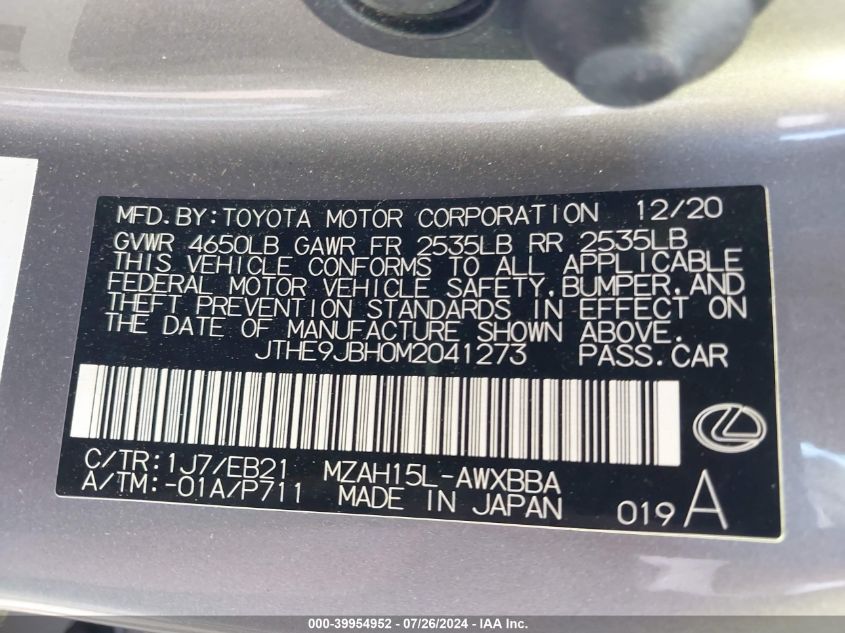 MFD. BY: TOYOTA MOTOR CORPORATION 12/20
GVWR 4650LB GAWR FR 2535LB RR 2535LB
THIS VEHICLE CONFORMS TO ALL APPLICABLE
FEDERAL MOTOR VEHICLE SAFETY, BUMPER, AND
THEFT PREVENTION STANDARDS IN EFFECT ON
THE DATE OF MANUFACTURE SHOWN ABOVE.
JTHE9JBH0M2041273 PASS. CAR
C/TR: 1J7/EB21 MZAH15L-AWXBBA
A/TM: -01A/P711 MADE IN JAPAN 019 A
000-39954952 - 07/26/2024 - IAAI - Copart Inc.